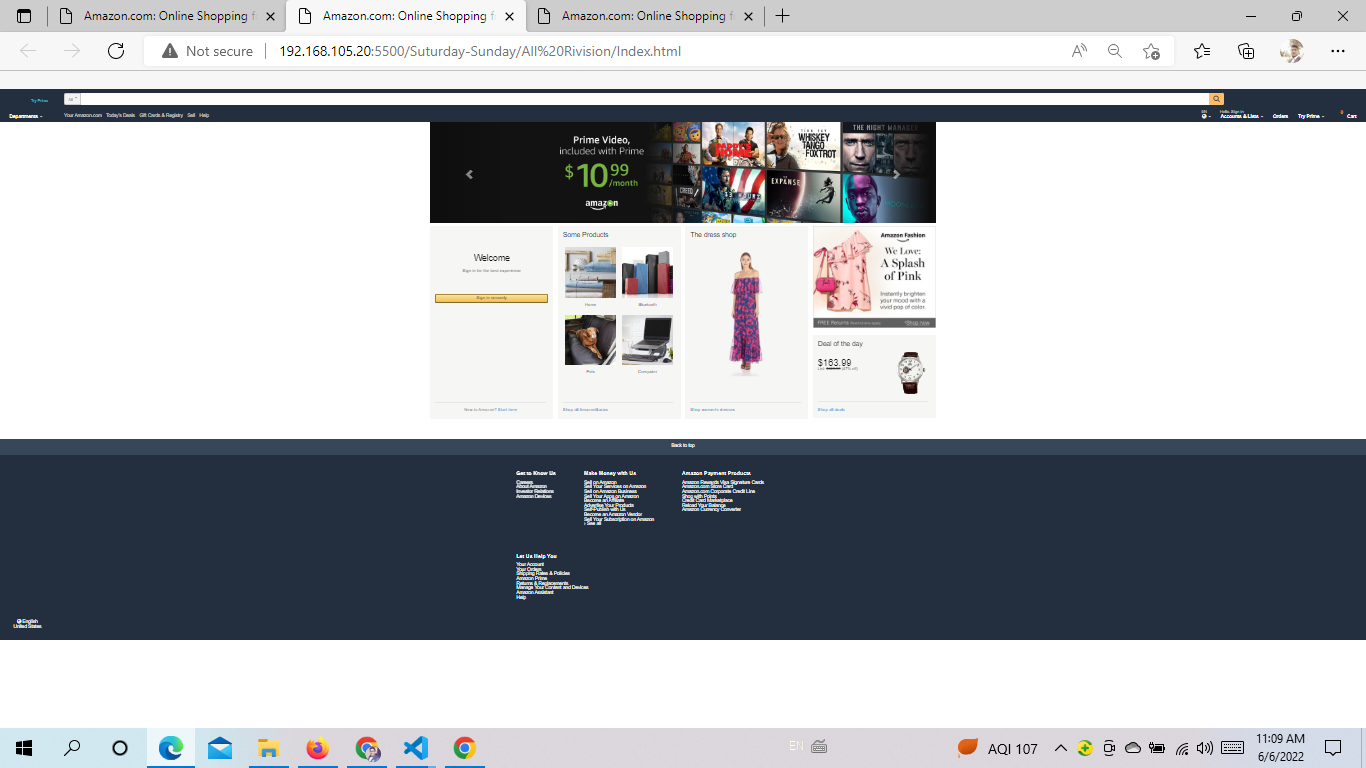 Amazon.com: Online Shopping f
Amazon.com: Online Shopping f
Amazon.com: Online Shopping f
Not secure
192.168.105.20:5500/Suturday-Sunday/All%20Rivision/Index.html
Try Prime
All
Departments
Your Amazon.com Today's Deals Gift Cards & Registry Sell Help
EN
Hello, Sign in
Accounts & Lists
Orders
Try Prime
0
Cart
Prime Video,
included with Prime
$10 99 /month
amazon
CREED
13 HOURS
WHISKEY
TANGO
FOXTROT
THE EXPANSE
THE NIGHT MANAGER
Welcome
Sign in for the best experience
Sign in securely
New to Amazon? Start here.
Some Products
Home
Bluetooth
Pets
Computer
Shop all AmazonBasics
The dress shop
Shop women's dresses
Amazon Fashion
We Love:
A Splash
of Pink
Instantly brighten
your mood with a
vivid pop of color.
FREE Returns
›Shop now
Deal of the day
$163.99
(47% off)
Shop all deals
Back to top
Get to Know Us
Careers
About Amazon
Investor Relations
Amazon Devices
Make Money with Us
Sell on Amazon
Sell Your Services on Amazon
Sell on Amazon Business
Sell Your Apps on Amazon
Become an Affiliate
Advertise Your Products
Self-Publish with Us
Become an Amazon Vendor
Sell Your Subscription on Amazon
› See all
Amazon Payment Products
Amazon Rewards Visa Signature Cards
Amazon.com Store Card
Amazon.com Corporate Credit Line
Shop with Points
Credit Card Marketplace
Reload Your Balance
Amazon Currency Converter
Let Us Help You
Your Account
Your Orders
Shipping Rates & Policies
Amazon Prime
Returns & Replacements
Manage Your Content and Devices
Amazon Assistant
Help
English
United States
EN
AQI 107
11:09 AM
6/6/2022